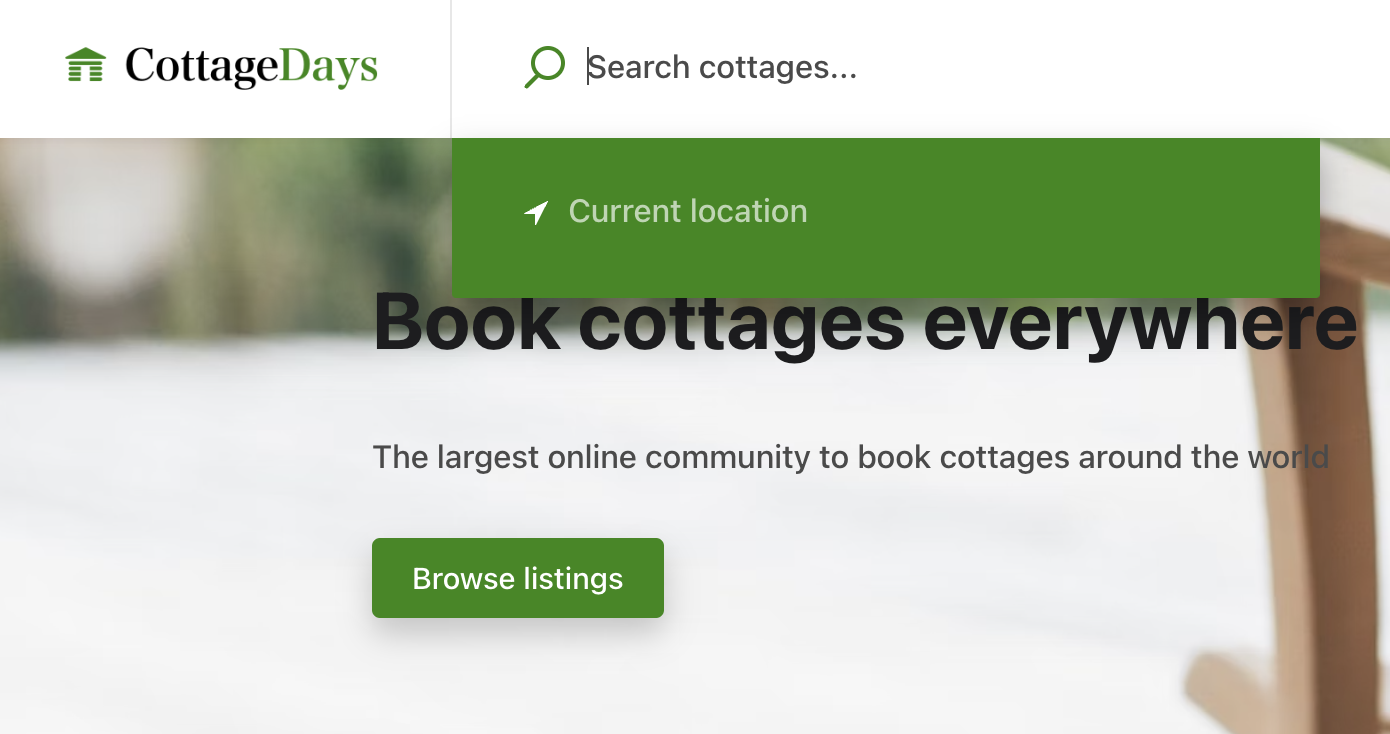 CottageDays
Search cottages...
Current location
Book cottages everywhere
The largest online community to book cottages around the world
Browse listings